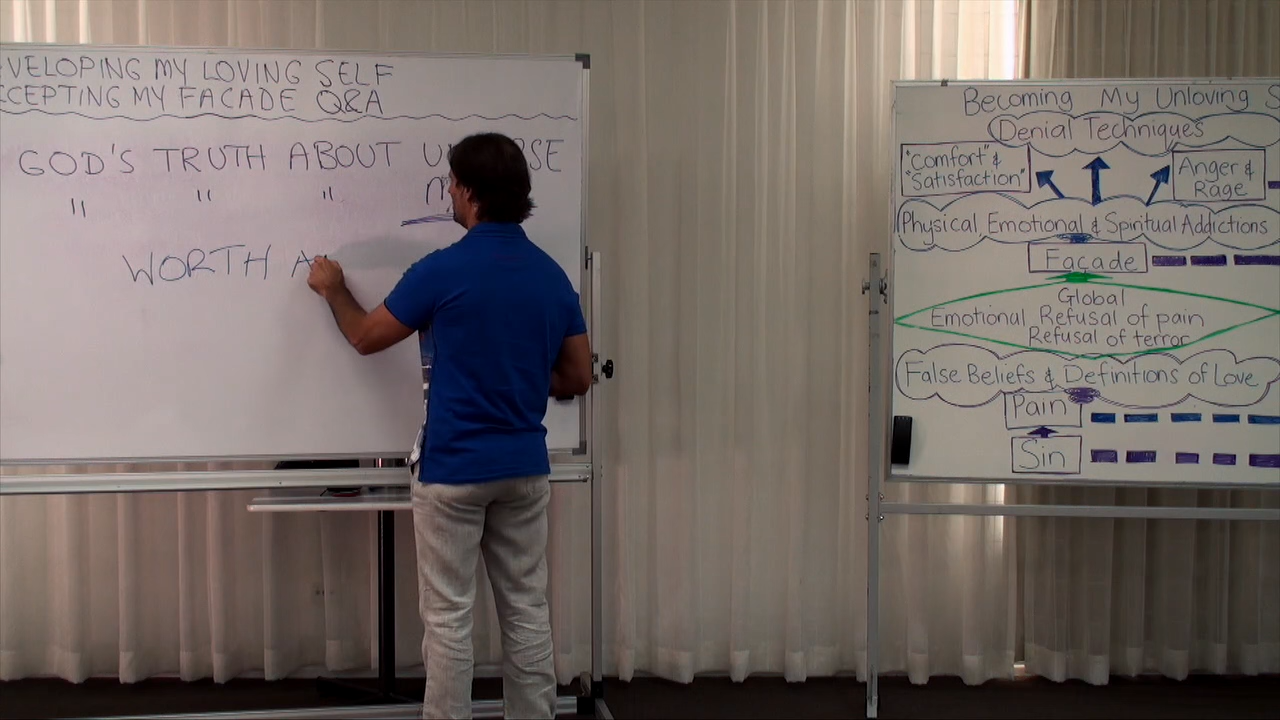 EVELOPING MY LOVING SELF
CCEPTING MY FACADE Q&A
GOD'S TRUTH ABOUT
" " "
WORTH
Becoming My Unloving S
Denial Techniques
"Comfort" &
"Satisfaction"
Anger &
Rage
Physical, Emotional & Spiritual Addictions
Façade
Global
Emotional Refusal of pain
Refusal of terror
False Beliefs & Definitions of Love
Pain
Sin